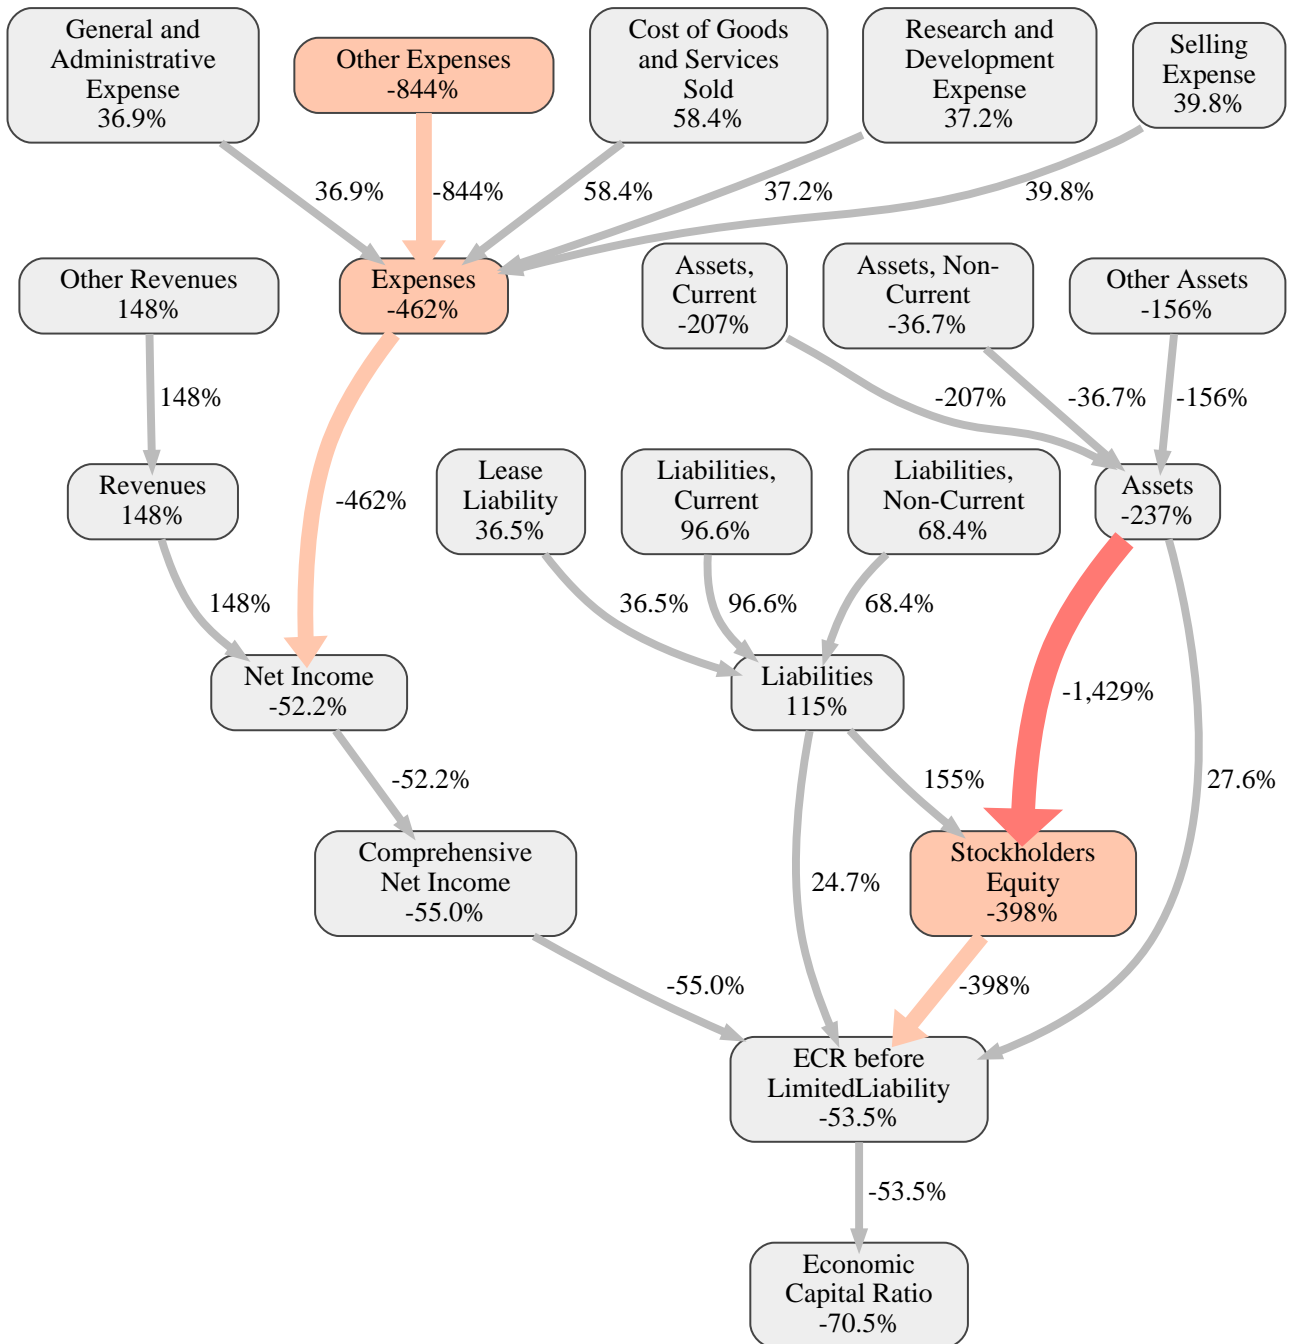 General and
Administrative
Expense
36.9%
Other Expenses
-844%
Cost of Goods
and Services
Sold
58.4%
Research and
Development
Expense
37.2%
Selling
Expense
39.8%
36.9%
-844%
58.4%
37.2%
39.8%
Other Revenues
148%
Expenses
-462%
Assets,
Current
-207%
Assets, Non-
Current
-36.7%
Other Assets
-156%
148%
-207%
-36.7%
-156%
Revenues
148%
-462%
Lease
Liability
36.5%
Liabilities,
Current
96.6%
Liabilities,
Non-Current
68.4%
Assets
-237%
148%
36.5%
96.6%
68.4%
Net Income
-52.2%
Liabilities
115%
-1,429%
-52.2%
155%
27.6%
Comprehensive
Net Income
-55.0%
24.7%
Stockholders
Equity
-398%
-55.0%
-398%
ECR before
LimitedLiability
-53.5%
-53.5%
Economic
Capital Ratio
-70.5%